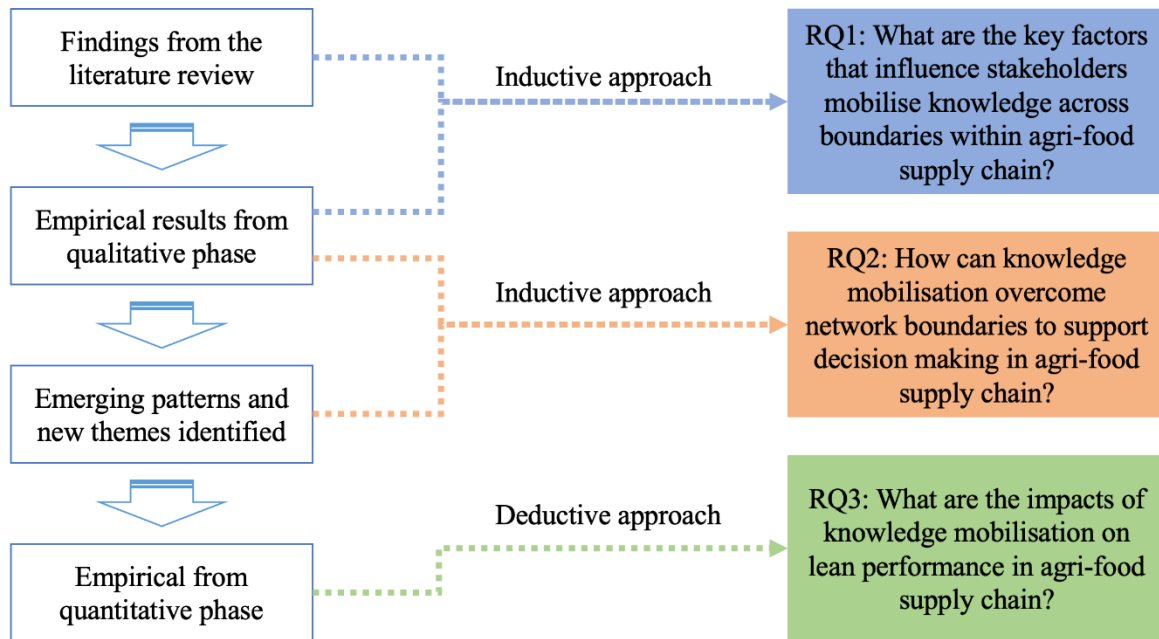 Findings from the
literature review
Inductive approach
RQ1: What are the key factors
that influence stakeholders
mobilise knowledge across
boundaries within agri-food
supply chain?
Empirical results from
qualitative phase
Inductive approach
RQ2: How can knowledge
mobilisation overcome
network boundaries to support
decision making in agri-food
supply chain?
Emerging patterns and
new themes identified
Deductive approach
RQ3: What are the impacts of
knowledge mobilisation on
lean performance in agri-food
supply chain?
Empirical from
quantitative phase